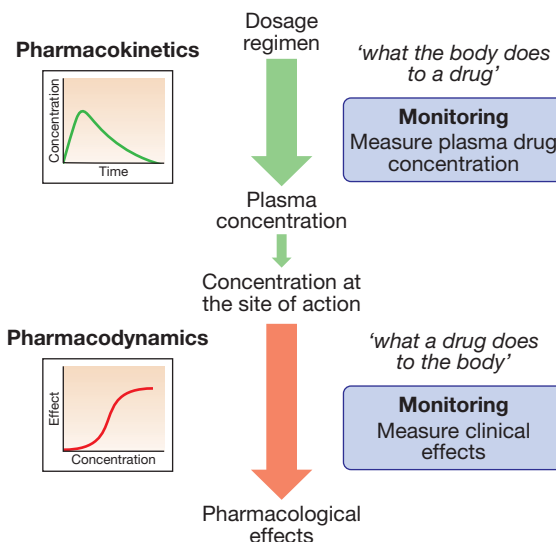 Dosage
regimen
Pharmacokinetics
Concentration
Time
'what the body does
to a drug'
Monitoring
Measure plasma drug
concentration
Plasma
concentration
Concentration at
the site of action
Pharmacodynamics
Effect
Concentration
'what a drug does
to the body'
Monitoring
Measure clinical
effects
Pharmacological
effects